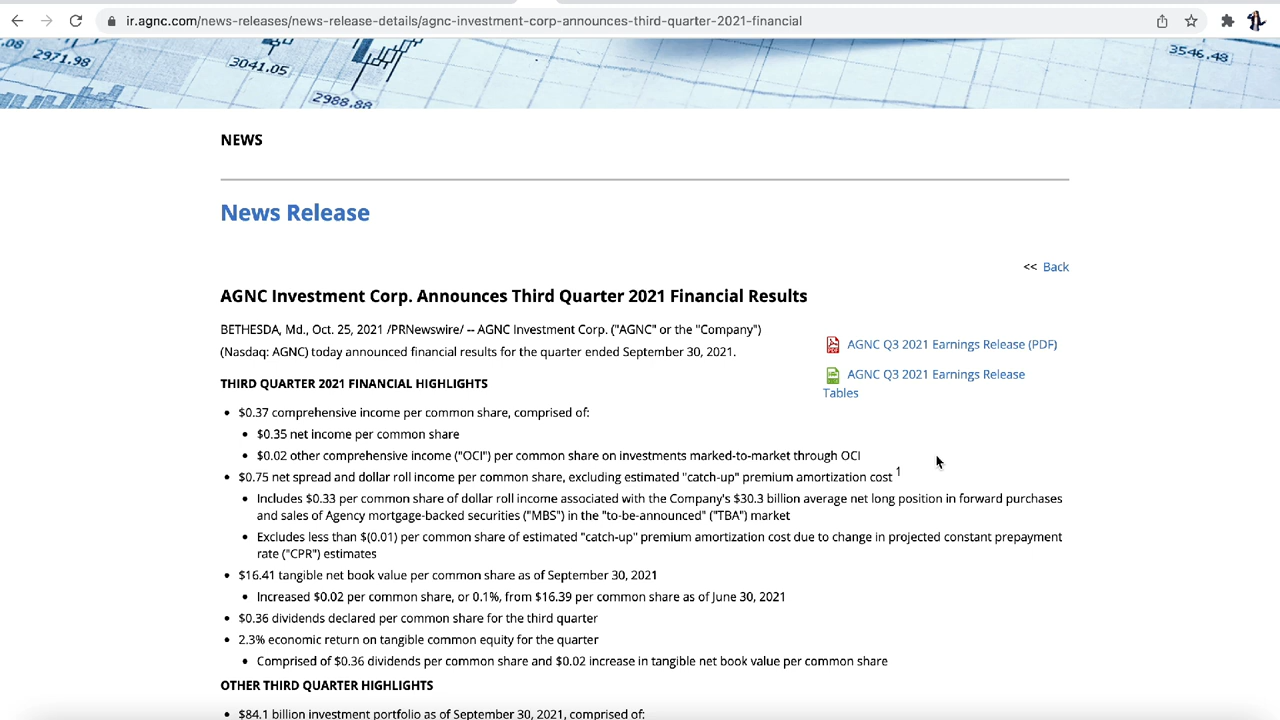 ir.agnc.com/news-releases/news-release-details/agnc-investment-corp-announces-third-quarter-2021-financial
2971.98
3041.05
2988.88
3546.43
NEWS
News Release
<< Back
AGNC Investment Corp. Announces Third Quarter 2021 Financial Results
BETHESDA, Md., Oct. 25, 2021 /PRNewswire/ -- AGNC Investment Corp. ("AGNC" or the "Company")
(Nasdaq: AGNC) today announced financial results for the quarter ended September 30, 2021.
AGNC Q3 2021 Earnings Release (PDF)
AGNC Q3 2021 Earnings Release
Tables
THIRD QUARTER 2021 FINANCIAL HIGHLIGHTS
• $0.37 comprehensive income per common share, comprised of:
• $0.35 net income per common share
• $0.02 other comprehensive income ("OCI") per common share on investments marked-to-market through OCI
• $0.75 net spread and dollar roll income per common share, excluding estimated "catch-up" premium amortization cost 1
• Includes $0.33 per common share of dollar roll income associated with the Company's $30.3 billion average net long position in forward purchases
and sales of Agency mortgage-backed securities ("MBS") in the "to-be-announced" ("TBA") market
• Excludes less than $(0.01) per common share of estimated "catch-up" premium amortization cost due to change in projected constant prepayment
rate ("CPR") estimates
• $16.41 tangible net book value per common share as of September 30, 2021
• Increased $0.02 per common share, or 0.1%, from $16.39 per common share as of June 30, 2021
• $0.36 dividends declared per common share for the third quarter
• 2.3% economic return on tangible common equity for the quarter
• Comprised of $0.36 dividends per common share and $0.02 increase in tangible net book value per common share
OTHER THIRD QUARTER HIGHLIGHTS
• $84.1 billion investment portfolio as of September 30, 2021, comprised of: